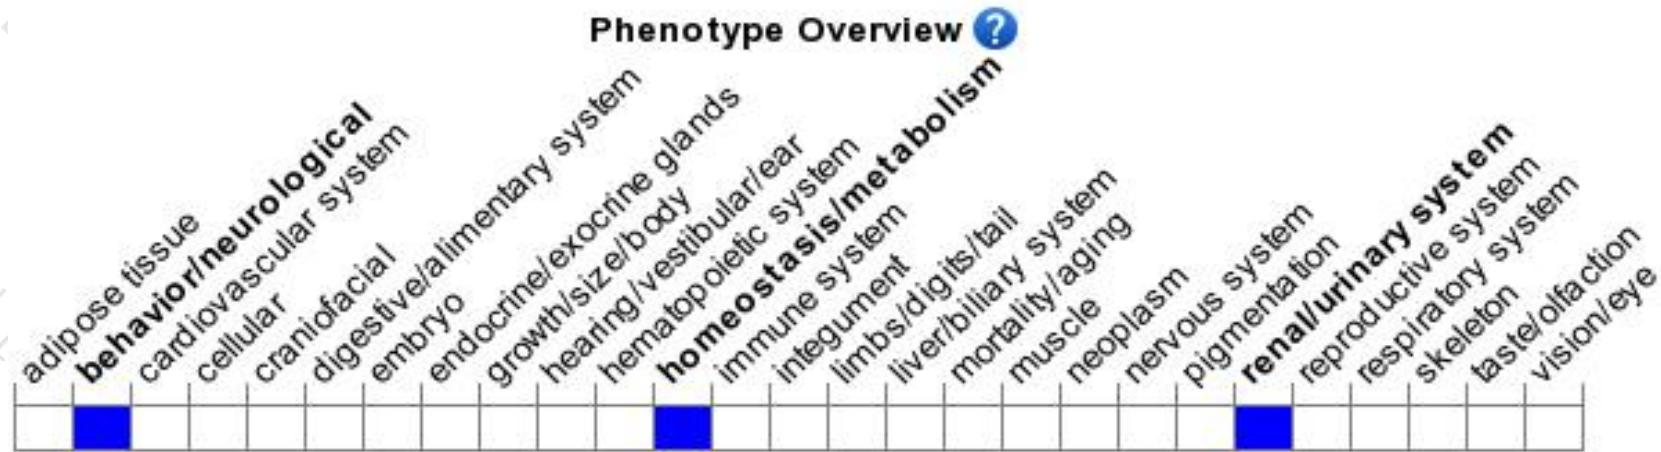 Phenotype Overview ?
adipose tissue
behavior/neurological
cardiovascular system
cellular
craniofacial
digestive/alimentary system
embryo
endocrine/exocrine glands
growth/size/body
hearing/vestibular/ear
hematopoietic system
homeostasis/metabolism
immune system
integument
limbs/digits/tail
liver/biliary system
mortality/aging
muscle
neoplasm
nervous system
pigmentation
renal/urinary system
reproductive system
respiratory system
skeleton
taste/olfaction
vision/eye